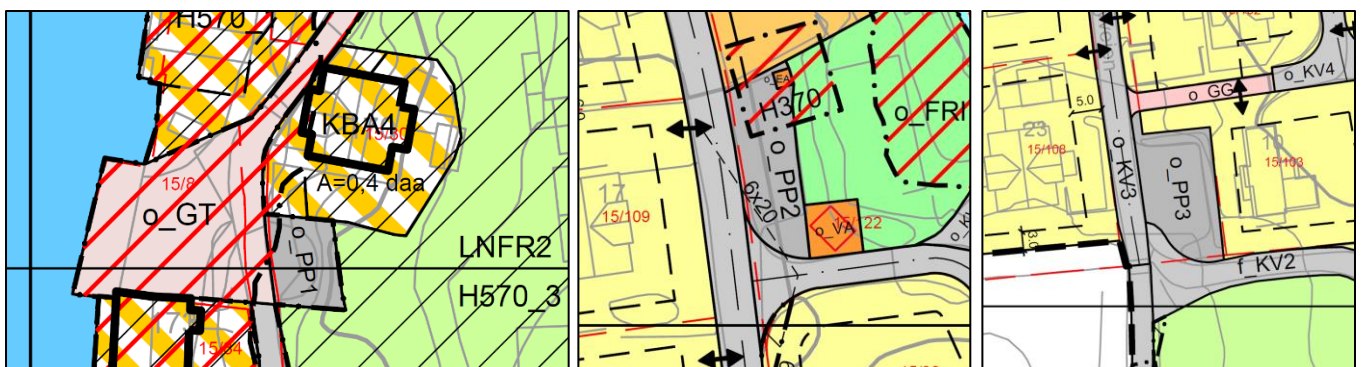 H570_
KBA4
15/30
A=0,4 daa
15/8
o_GT
o_PP1
LNFR2
H570_3
15/34
o_EA
H370
o_FRI
o_PP2
6x20
17
15/109
15/122
o_VA
o_KV4
o_GG
5.0
23
15/108
o_KV3
15/103
o_PP3
3.0
f_KV2